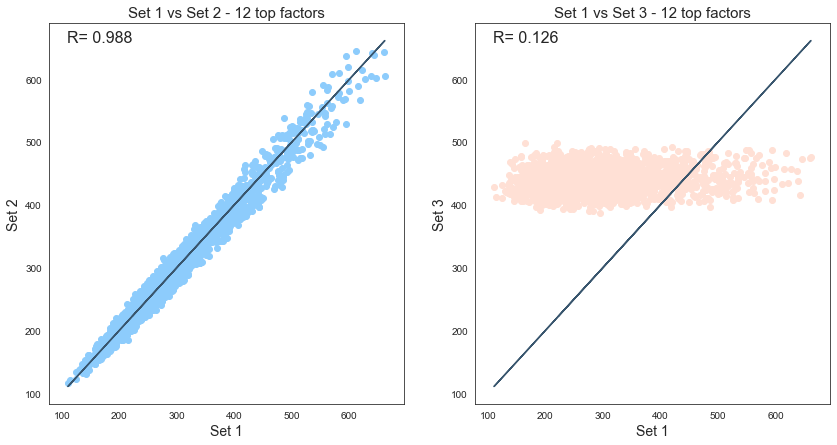 Set 1 vs Set 2 - 12 top factors
R= 0.988
600
500
400
300
200
100
Set 2
100 200 300 400 500 600
Set 1
Set 1 vs Set 3 - 12 top factors
R= 0.126
600
500
400
300
200
100
Set 3
100 200 300 400 500 600
Set 1